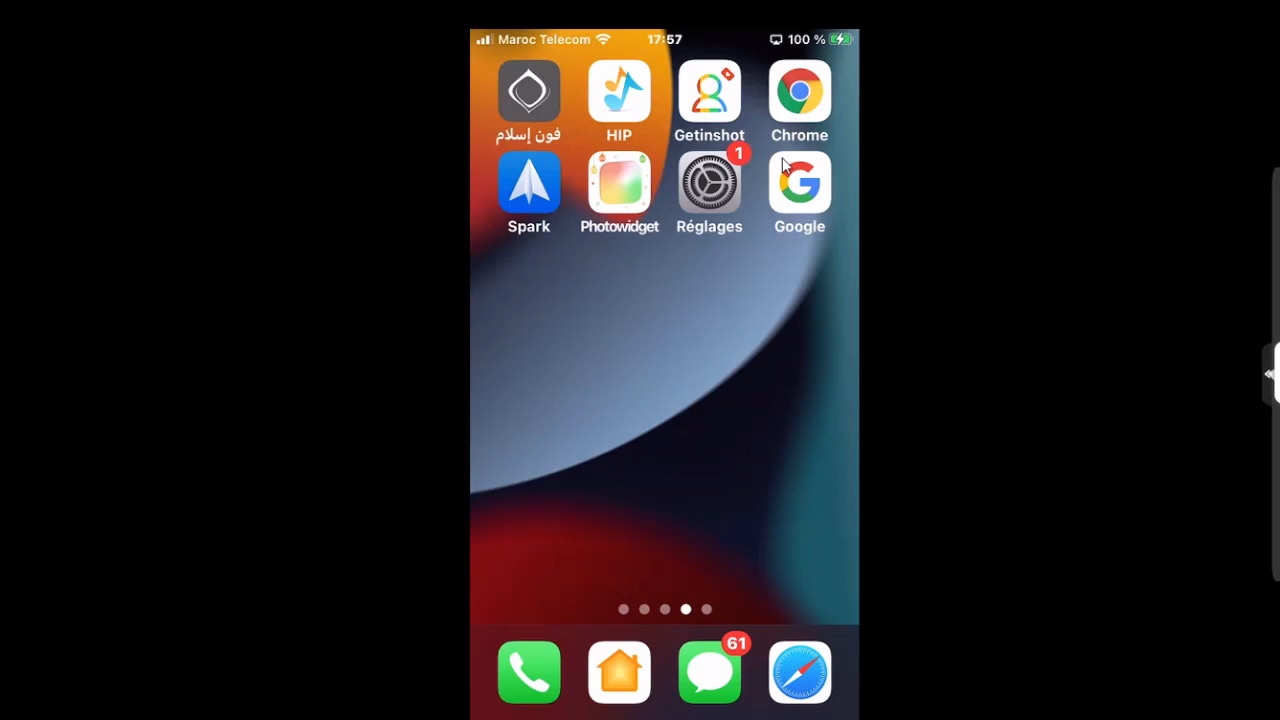 Maroc Telecom 17:57 100 %
فون إسلام HIP Getinshot Chrome
1
Spark Photowidget Réglages Google
61